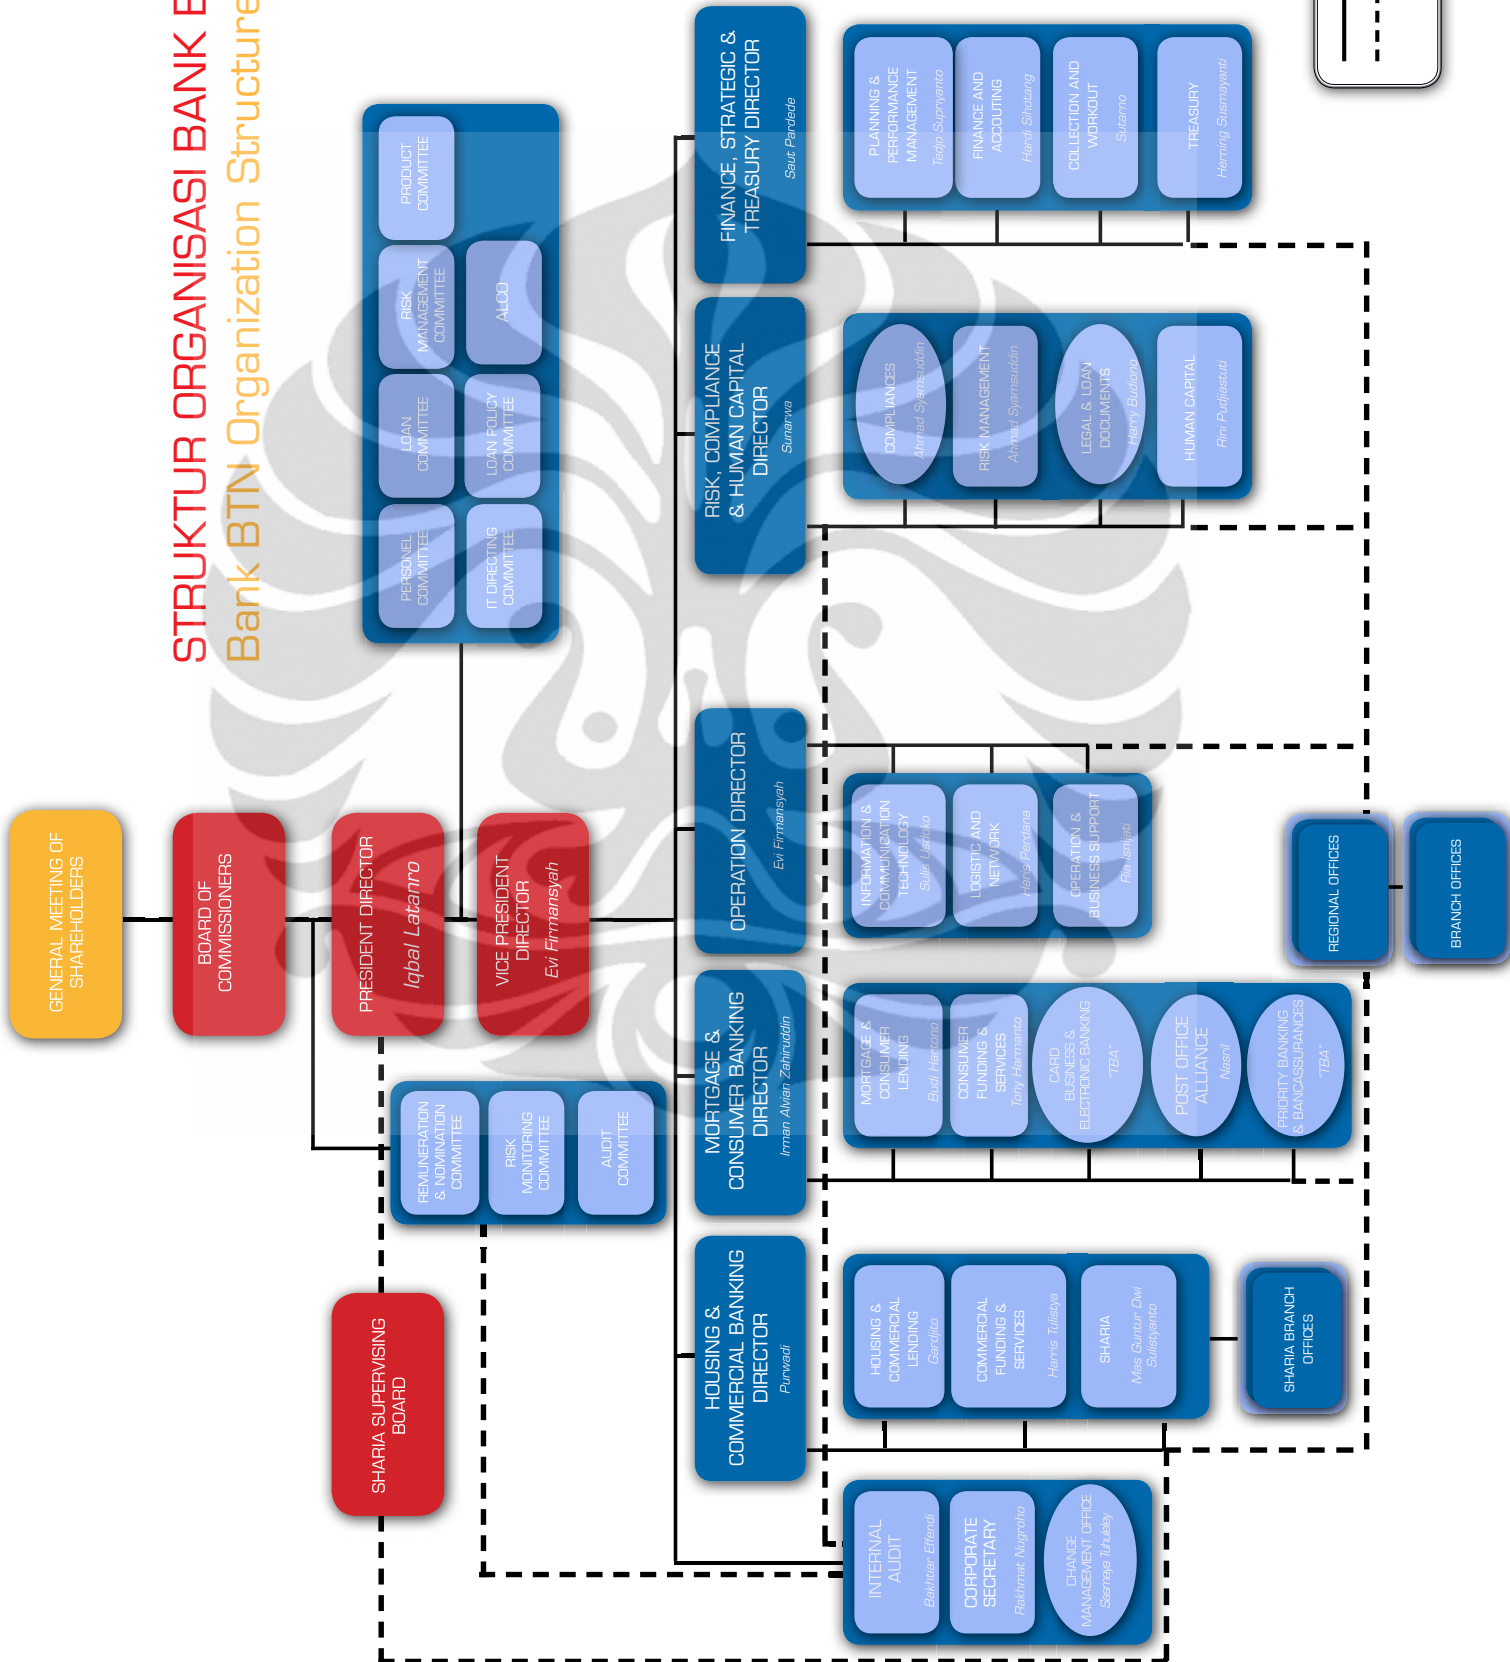 STRUKTUR ORGANISASI BANK
Bank BTN Organization Structure
GENERAL MEETING OF
SHAREHOLDERS
BOARD OF
COMMISSIONERS
PRESIDENT DIRECTOR
Iqbal Latanro
VICE PRESIDENT
DIRECTOR
Evi Firmansyah
SHARIA SUPERVISING
BOARD
REMUNERATION
& NOMINATION
COMMITTEE
RISK
MONITORING
COMMITTEE
AUDIT
COMMITTEE
PERSONEL
COMMITTEE
LOAN
COMMITTEE
RISK
MANAGEMENT
COMMITTEE
PRODUCT
COMMITTEE
IT DIRECTING
COMMITTEE
LOAN POLICY
COMMITTEE
ALCO
HOUSING &
COMMERCIAL BANKING
DIRECTOR
Purwadi
MORTGAGE &
CONSUMER BANKING
DIRECTOR
Irman Alvian Zahiruddin
OPERATION DIRECTOR
Evi Firmansyah
RISK, COMPLIANCE
& HUMAN CAPITAL
DIRECTOR
Sunarwa
FINANCE, STRATEGIC &
TREASURY DIRECTOR
Saut Pardede
INTERNAL
AUDIT
Bakhtiar Effendi
CORPORATE
SECRETARY
Rakhmat Nugroho
CHANGE
MANAGEMENT OFFICE
Sasmaya Tuhuleley
HOUSING &
COMMERCIAL
LENDING
Gardjito
COMMERCIAL
FUNDING &
SERVICES
Harris Tulistya
SHARIA
Mas Guntur Dwi
Sulistyanto
SHARIA BRANCH
OFFICES
MORTGAGE &
CONSUMER
LENDING
Budi Hartono
CONSUMER
FUNDING &
SERVICES
Tony Harmanto
CARD
BUSINESS &
ELECTRONIC BANKING
"TBA"
POST OFFICE
ALLIANCE
Nasril
PRIORITY BANKING
& BANCASSURANCES
"TBA"
INFORMATION &
COMMUNICATION
TECHNOLOGY
Sulis Usdoko
LOGISTIC AND
NETWORK
Haris Perdana
OPERATION &
BUSINESS SUPPORT
Ria Ismijati
COMPLIANCES
Ahmad Syamsuddin
RISK MANAGEMENT
Ahmad Syamsuddin
LEGAL & LOAN
DOCUMENTS
Harry Budiono
HUMAN CAPITAL
Rini Pudjiastuti
PLANNING &
PERFORMANCE
MANAGEMENT
Tedjo Supriyanto
FINANCE AND
ACCOUTING
Hardi Sihotang
COLLECTION AND
WORKOUT
Sutarno
TREASURY
Herning Susmayanti
REGIONAL OFFICES
BRANCH OFFICES